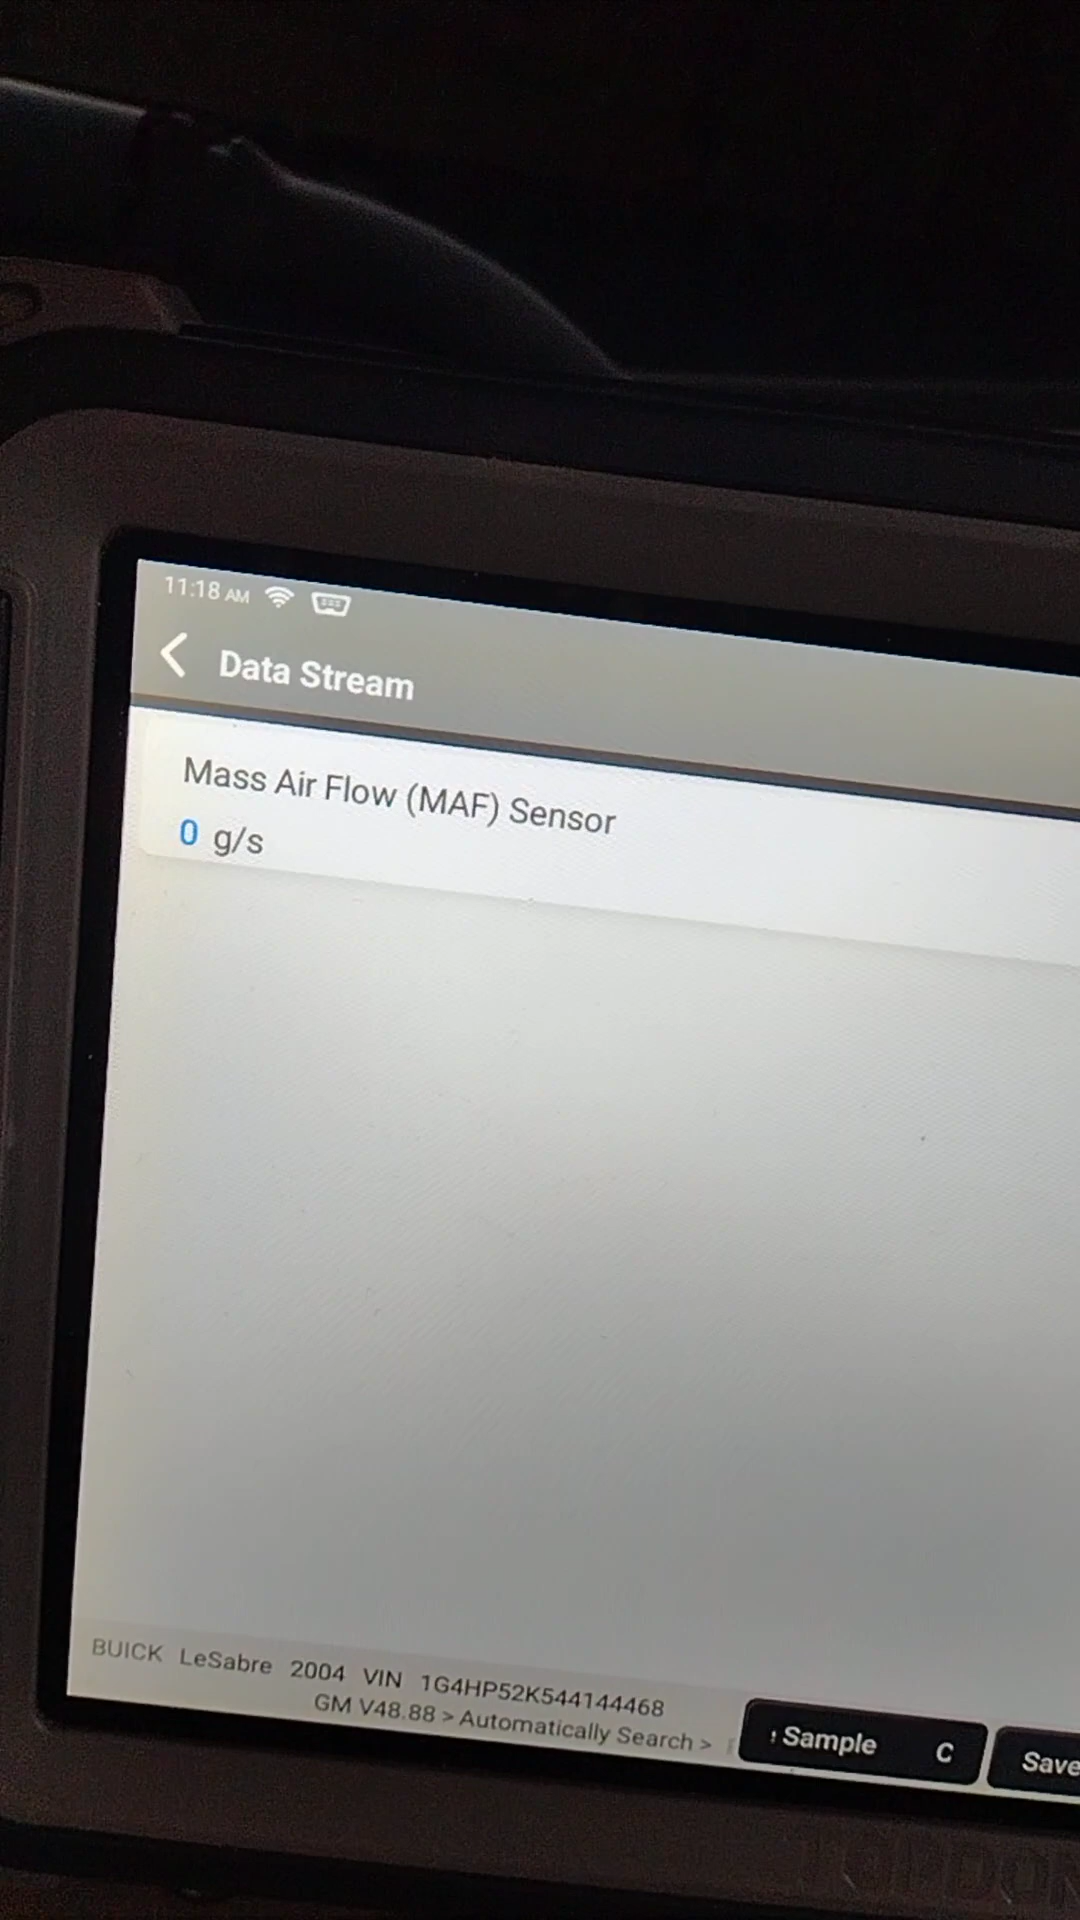 11:18 AM
Data Stream
Mass Air Flow (MAF) Sensor
0 g/s
BUICK LeSabre 2004 VIN 1G4HP52K544144468
GM V48.88 > Automatically Search >
Sample
C
Save